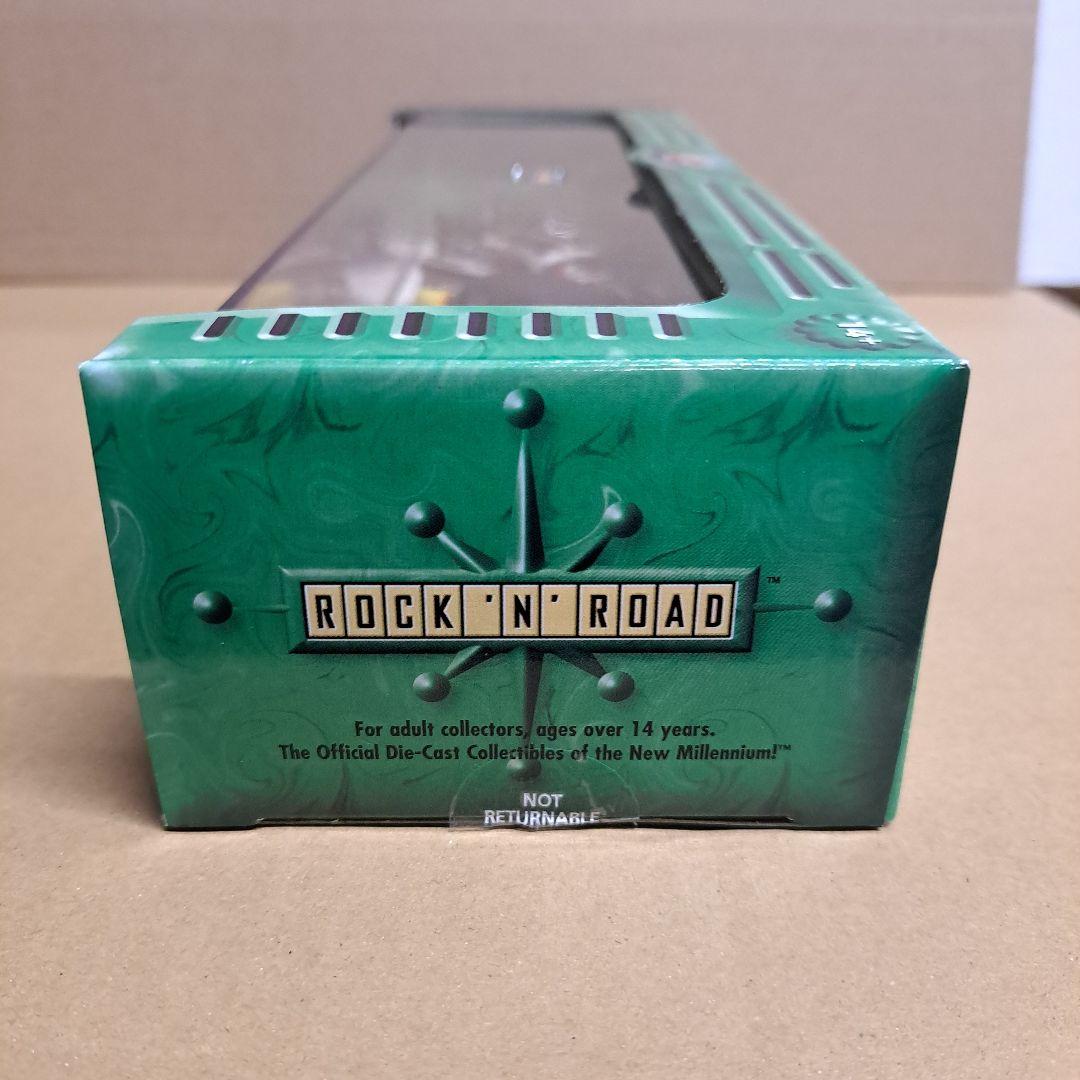 14+
ROCK 'N' ROAD™
For adult collectors, ages over 14 years.
The Official Die-Cast Collectibles of the New Millennium!™
NOT
RETURNABLE